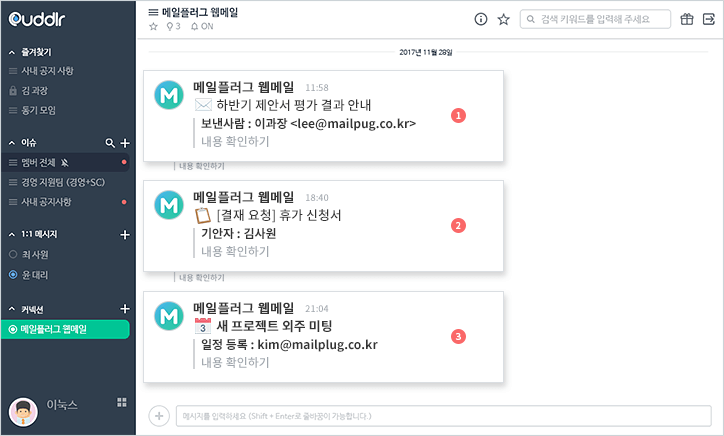 Quddlr
즐겨찾기
사내 공지 사항
김 과장
동기 모임
이슈
멤버 전체
경영 지원팀 (경영+SC)
사내 공지사항
1:1 메시지
최 사원
윤 대리
커넥션
메일플러그 웹메일
이눅스
메일플러그 웹메일
3 ON
검색 키워드를 입력해 주세요
2017년 11월 28일
메일플러그 웹메일 11:58
하반기 제안서 평가 결과 안내
보낸사람 : 이과장 <lee@mailpug.co.kr>
내용 확인하기
1
내용 확인하기
메일플러그 웹메일 18:40
[결재 요청] 휴가 신청서
기안자 : 김사원
내용 확인하기
2
내용 확인하기
메일플러그 웹메일 21:04
3 새 프로젝트 외주 미팅
일정 등록 : kim@mailplug.co.kr
내용 확인하기
3
메시지를 입력하세요 (Shift + Enter로 줄바꿈이 가능합니다.)